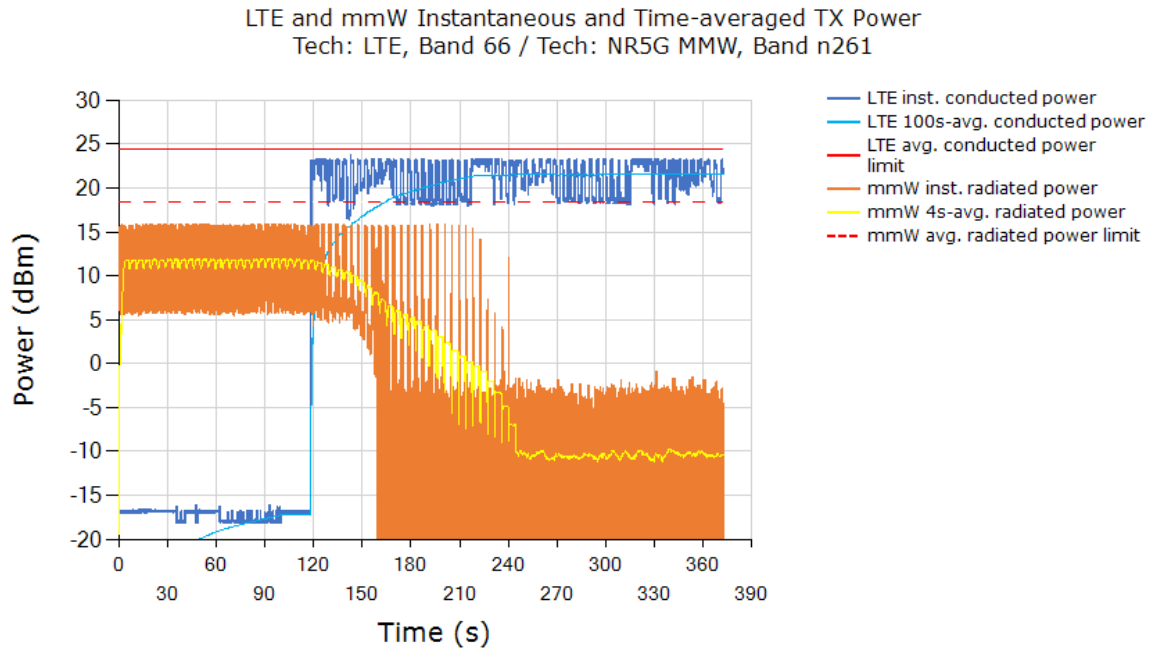 LTE and mmW Instantaneous and Time-averaged TX Power
Tech: LTE, Band 66 / Tech: NR5G MMW, Band n261
30
25
20
15
10
5
0
-5
-10
-15
-20
Power (dBm)
0
60
120
180
240
300
360
30
90
150
210
270
330
390
Time (s)
LTE inst. conducted power
LTE 100s-avg. conducted power
LTE avg. conducted power
limit
mmW inst. radiated power
mmW 4s-avg. radiated power
mmW avg. radiated power limit